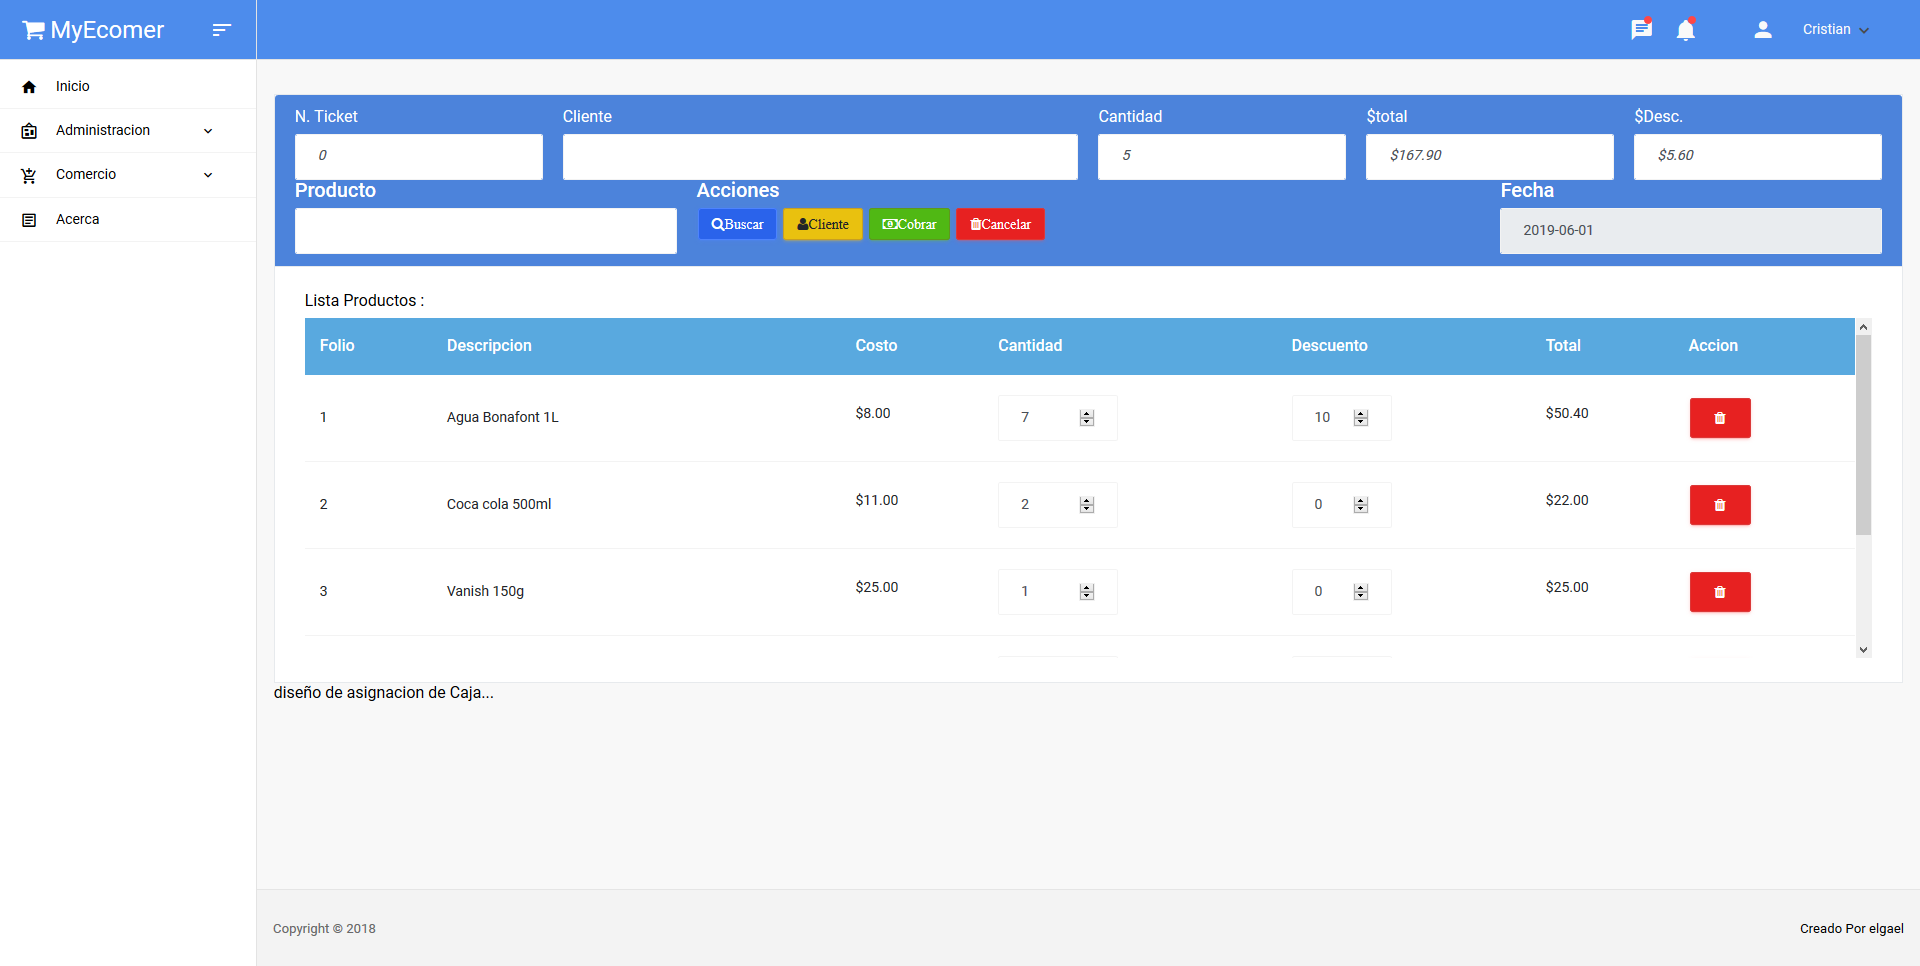 MyEcomer
Cristian
Inicio
Administracion
Comercio
Acerca
N. Ticket Cliente Cantidad $total $Desc.
0 5 $167.90 $5.60
Producto Acciones Fecha
Buscar Cliente Cobrar Cancelar 2019-06-01
Lista Productos :
Folio Descripcion Costo Cantidad Descuento Total Accion
1 Agua Bonafont 1L $8.00 7 10 $50.40
2 Coca cola 500ml $11.00 2 0 $22.00
3 Vanish 150g $25.00 1 0 $25.00
diseño de asignacion de Caja...
Copyright © 2018 Creado Por elgael